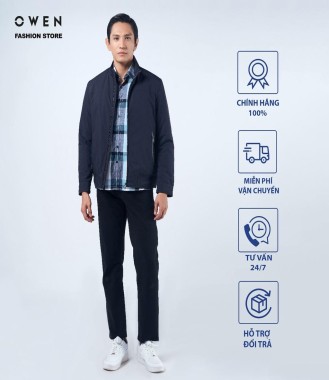 OWEN
FASHION STORE
CHÍNH HÃNG
100%
MIỄN PHÍ
VẬN CHUYỂN
TƯ VẤN
24/7
HỖ TRỢ
ĐỔI TRẢ